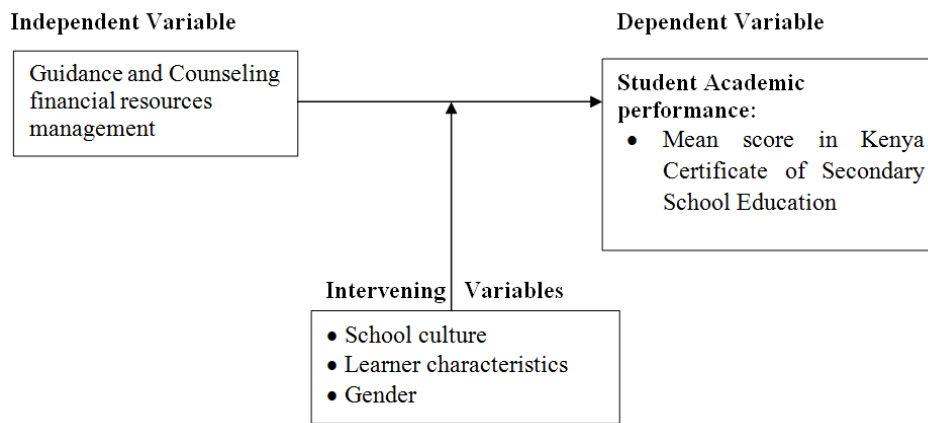 Independent Variable
Guidance and Counseling
financial resources
management
Dependent Variable
Student Academic
performance:
• Mean score in Kenya
Certificate of Secondary
School Education
Intervening Variables
• School culture
• Learner characteristics
• Gender